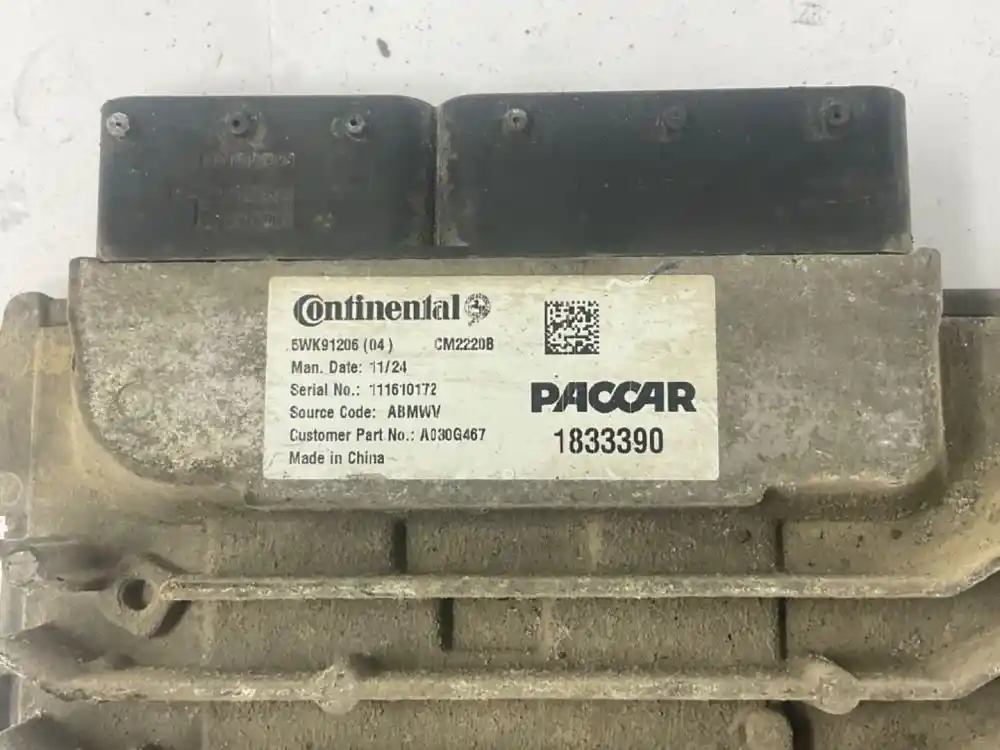 Continental
5WK91206 (04) CM2220B
Man. Date: 11/24
Serial No.: 111610172
Source Code: ABMWV
Customer Part No.: A030G467
Made in China
PACCAR
1833390